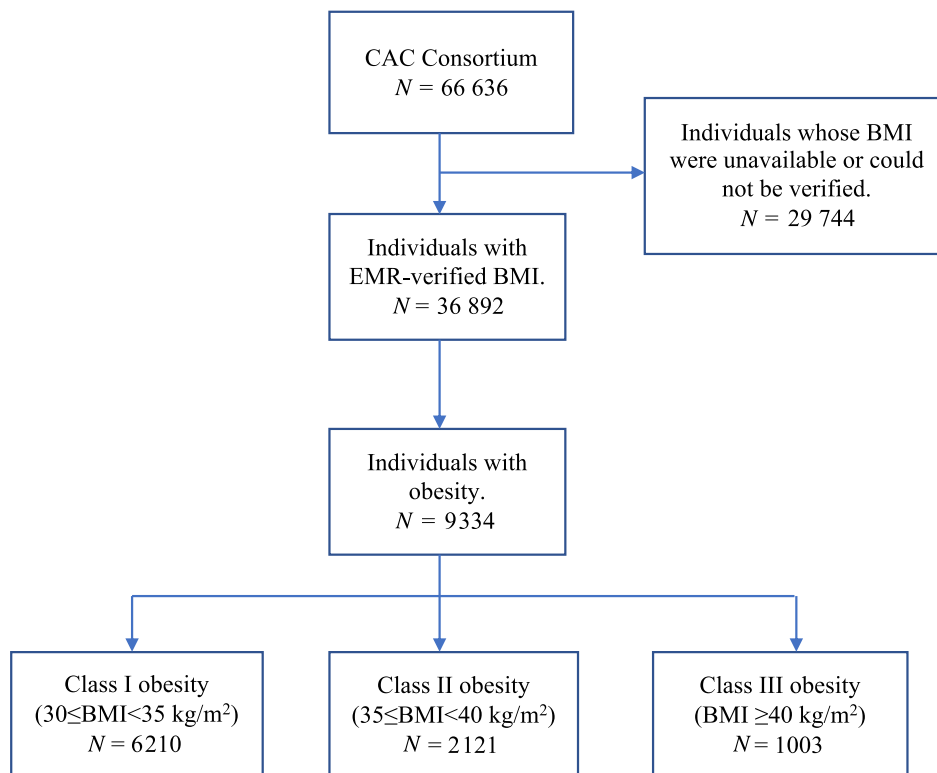 CAC Consortium
N = 66 636
Individuals whose BMI
were unavailable or could
not be verified.
N = 29 744
Individuals with
EMR-verified BMI.
N = 36 892
Individuals with
obesity.
N = 9334
Class I obesity
(30≤BMI<35 kg/m²)
N = 6210
Class II obesity
(35≤BMI<40 kg/m²)
N = 2121
Class III obesity
(BMI ≥40 kg/m²)
N = 1003